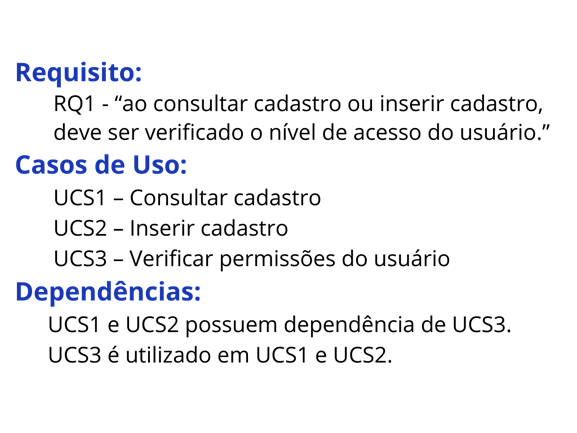 Requisito:
RQ1 - “ao consultar cadastro ou inserir cadastro,
deve ser verificado o nível de acesso do usuário.”
Casos de Uso:
UCS1 – Consultar cadastro
UCS2 – Inserir cadastro
UCS3 – Verificar permissões do usuário
Dependências:
UCS1 e UCS2 possuem dependência de UCS3.
UCS3 é utilizado em UCS1 e UCS2.